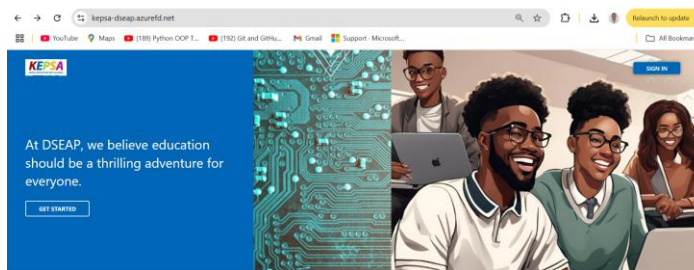 kepsa-dseap.azurefd.net
Relaunch to update
YouTube
Maps
(189) Python OOP T...
(192) Git and GitHu...
Gmail
Support - Microsoft...
All Bookmar
KEPSA
SIGN IN
At DSEAP, we believe education
should be a thrilling adventure for
everyone.
GET STARTED